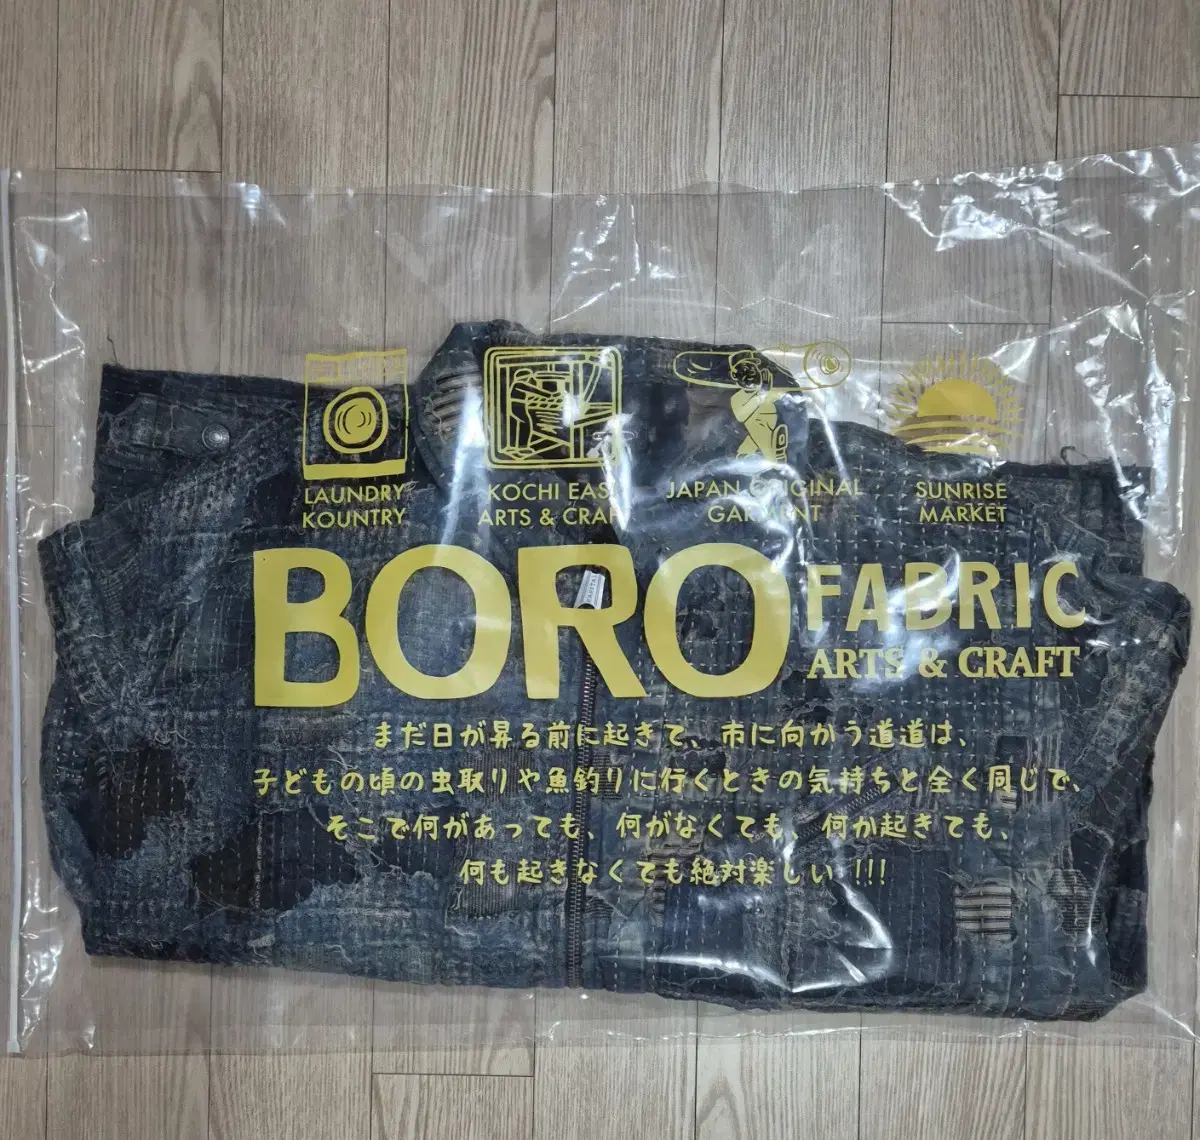 LAUNDRY
KOUNTRY
KOCHI EAS
ARTS & CRAF
JAPAN ORIGINAL
GARMENT
SUNRISE
MARKET
BORO
FABRIC
ARTS & CRAFT
まだ日が昇る前に起きて、市に向かう道道は、
子どもの頃の虫取りや魚釣りに行くときの気持ちと全く同じで、
そこで何があっても、何がなくても、何か起きても、
何も起きなくても絶対楽しい!!!